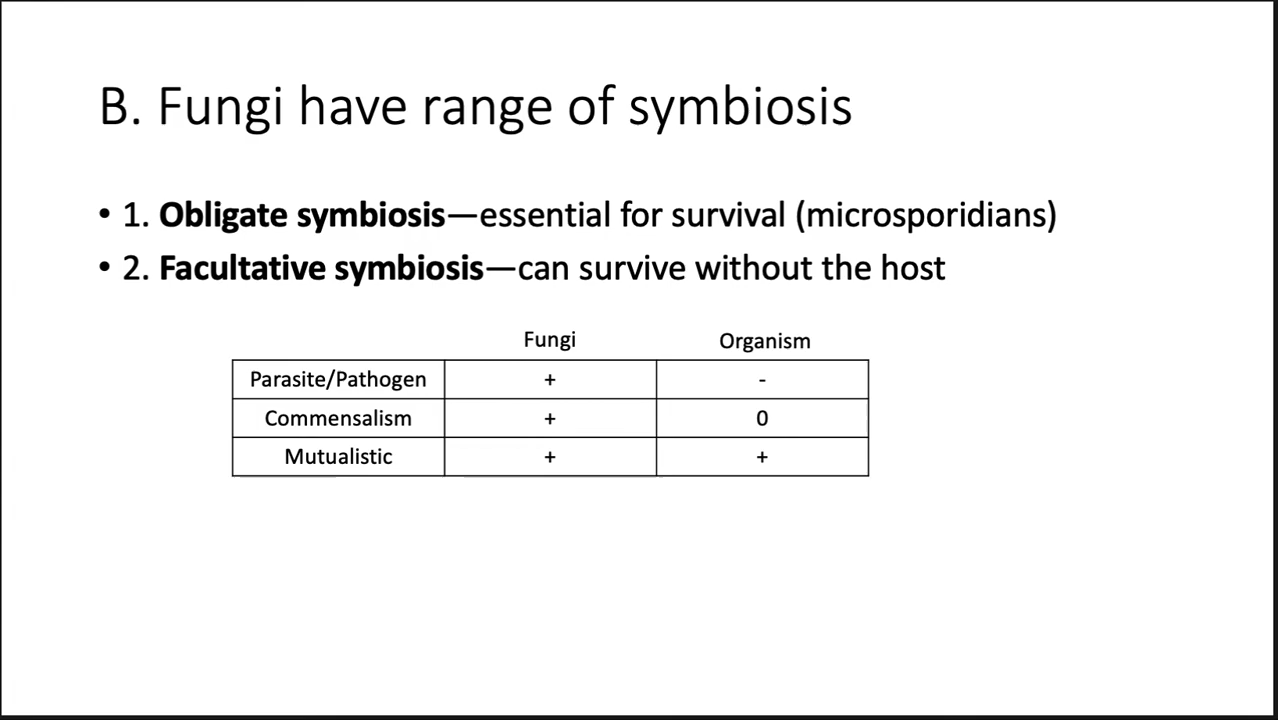 B. Fungi have range of symbiosis
• 1. Obligate symbiosis—essential for survival (microsporidians)
• 2. Facultative symbiosis—can survive without the host
Fungi Organism
Parasite/Pathogen + -
Commensalism + 0
Mutualistic + +